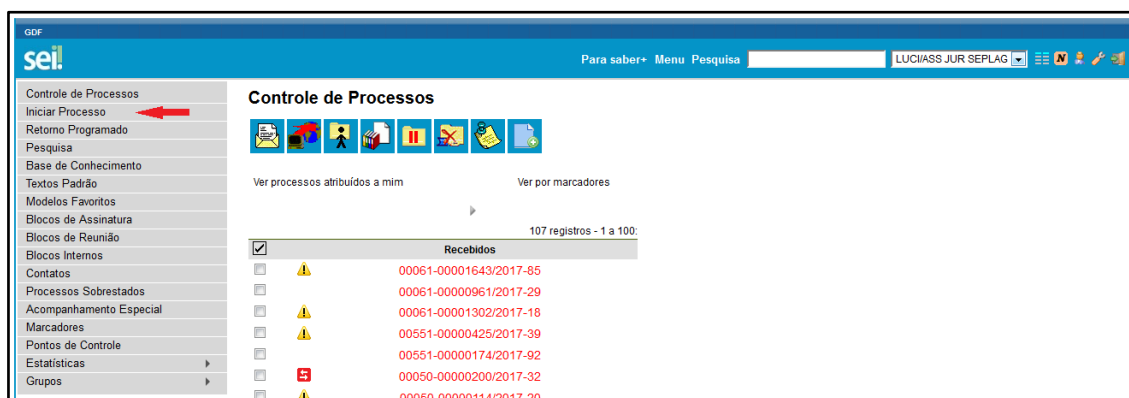 GDF
sei!
Para saber+ Menu Pesquisa
LUCI/ASS JUR SEPLAG
N
Controle de Processos
Iniciar Processo
Retorno Programado
Pesquisa
Base de Conhecimento
Textos Padrão
Modelos Favoritos
Blocos de Assinatura
Blocos de Reunião
Blocos Internos
Contatos
Processos Sobrestados
Acompanhamento Especial
Marcadores
Pontos de Controle
Estatísticas
Grupos
Controle de Processos
Ver processos atribuídos a mim
Ver por marcadores
107 registros - 1 a 100:
Recebidos
00061-00001643/2017-85
00061-00000961/2017-29
00061-00001302/2017-18
00551-00000425/2017-39
00551-00000174/2017-92
00050-00000200/2017-32
00050-00000114/2017-20